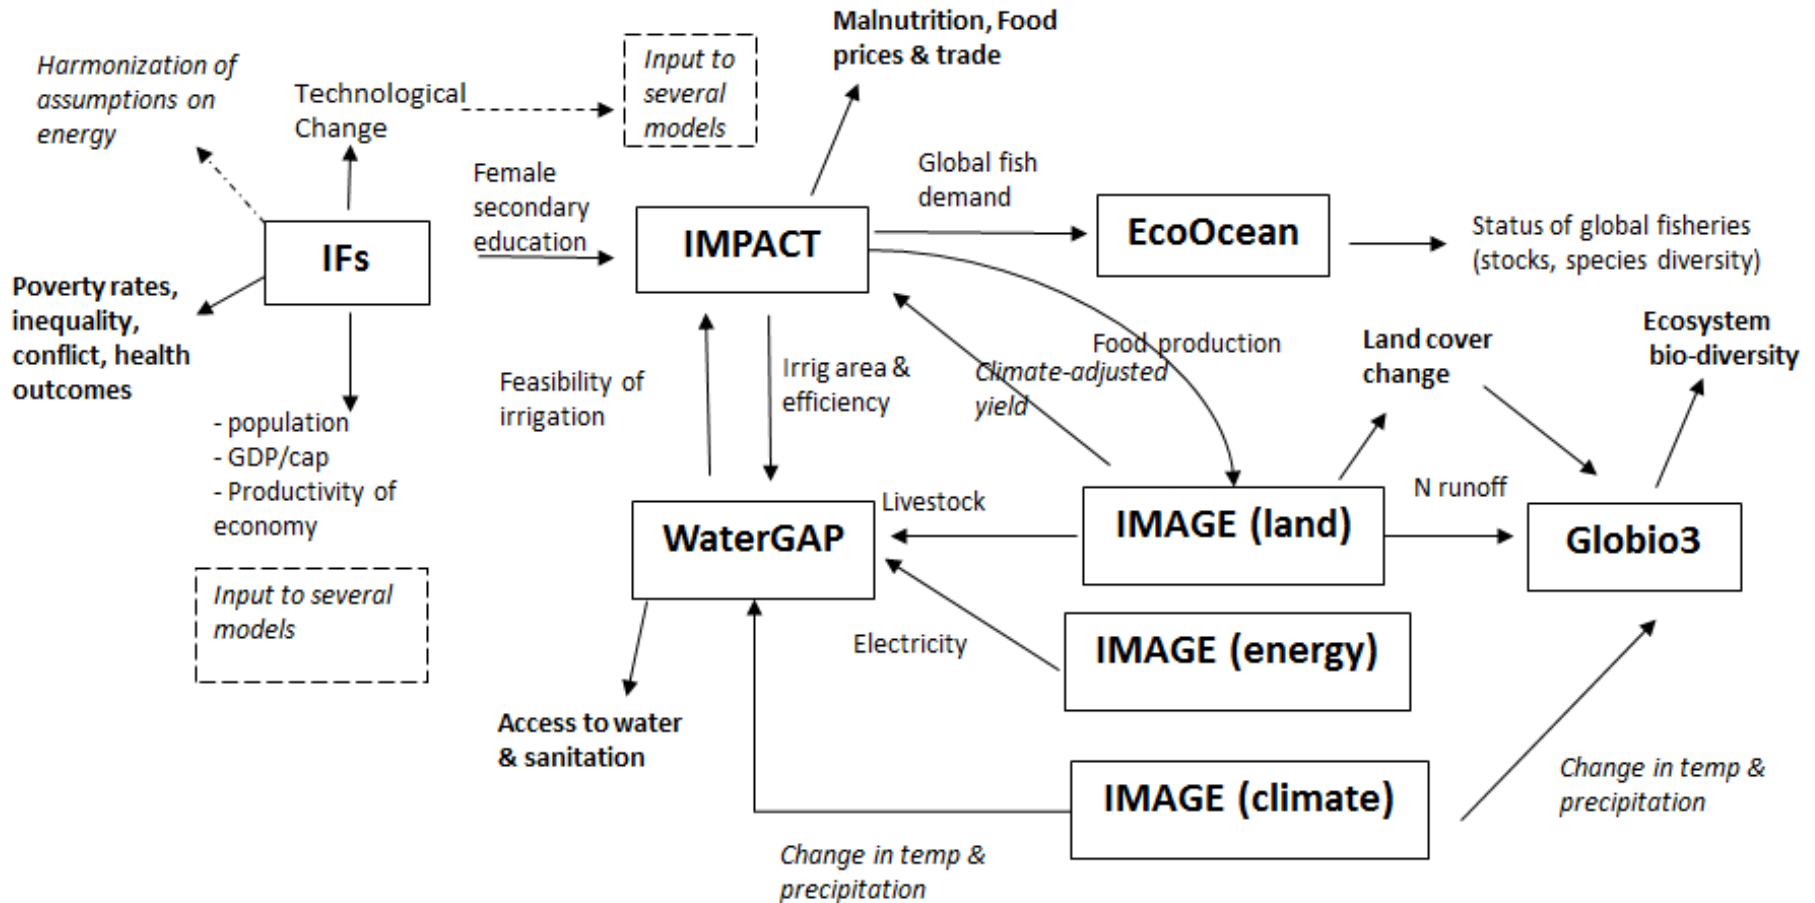 Malnutrition, Food
prices & trade
Harmonization of
assumptions on
energy
Technological
Change
Input to
several
models
Female
secondary
education
Global fish
demand
IFs
IMPACT
EcoOcean
Status of global fisheries
(stocks, species diversity)
Poverty rates,
inequality,
conflict, health
outcomes
Feasibility of
irrigation
Irrig area &
efficiency
Food production
Climate-adjusted
yield
Land cover
change
Ecosystem
bio-diversity
- population
- GDP/cap
- Productivity of
economy
Input to several
models
WaterGAP
Livestock
IMAGE (land)
N runoff
Globio3
Electricity
IMAGE (energy)
Access to water
& sanitation
IMAGE (climate)
Change in temp &
precipitation
Change in temp &
precipitation